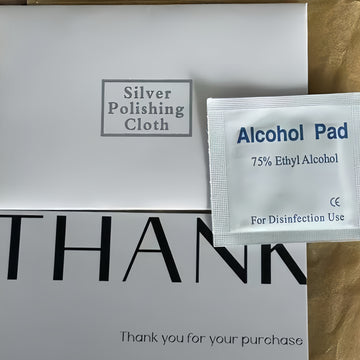 Silver
Polishing
Cloth
Alcohol Pad
75% Ethyl Alcohol
CE
For Disinfection Use
THANK
Thank you for your purchase